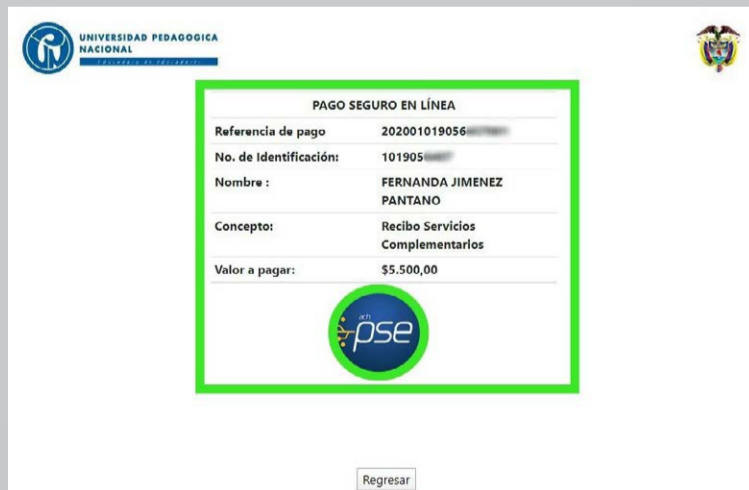 UNIVERSIDAD PEDAGOGICA
NACIONAL
PAGO SEGURO EN LÍNEA
Referencia de pago 202001019056
No. de Identificación: 101905
Nombre : FERNANDA JIMENEZ
PANTANO
Concepto: Recibo Servicios
Complementarios
Valor a pagar: $5.500,00
ach
pse
Regresar